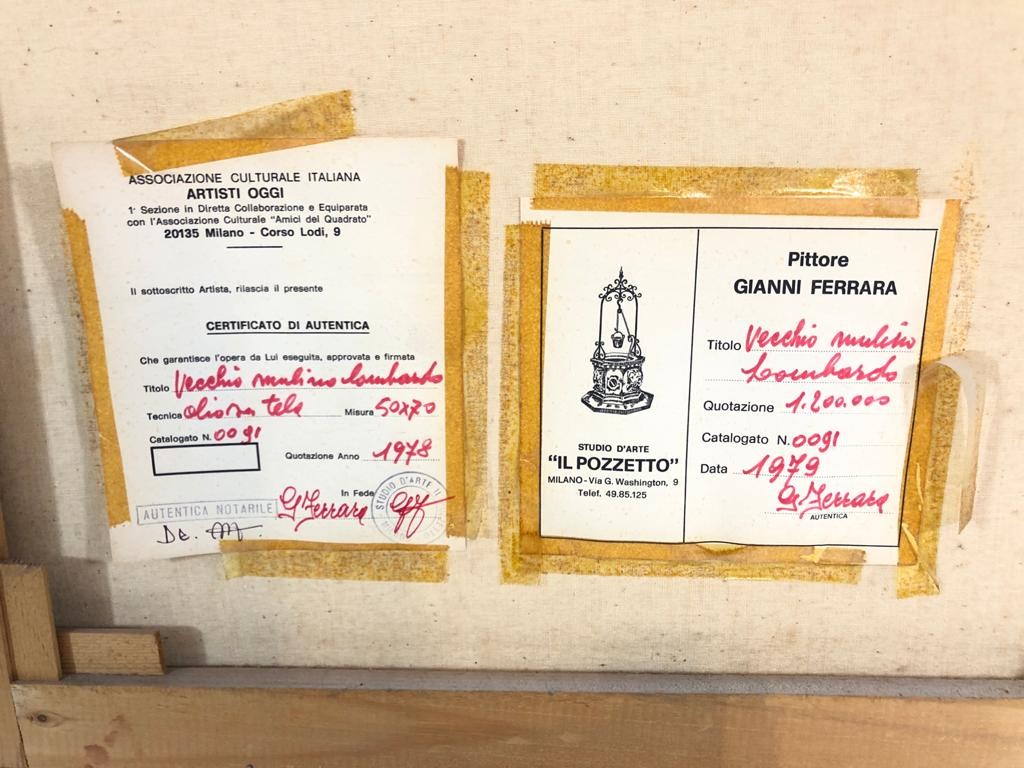 ASSOCIAZIONE CULTURALE ITALIANA
ARTISTI OGGI
1ª Sezione in Diretta Collaborazione e Equiparata
con l'Associazione Culturale "Amici del Quadrato"
20135 Milano - Corso Lodi, 9
Il sottoscritto Artista, rilascia il presente
CERTIFICATO DI AUTENTICA
Che garantisce l'opera da Lui eseguita, approvata e firmata
Titolo Vecchio mulino Lombardo
Tecnica olio su tela Misura 50x70
Catalogato N. 0091
Quotazione Anno 1978
In Fede
AUTENTICA NOTARILE
G Ferrara
STUDIO D'ARTE IL
STUDIO D'ARTE
"IL POZZETTO"
MILANO - Via G. Washington, 9
Telef. 49.85.125
Pittore
GIANNI FERRARA
Titolo Vecchio mulino
Lombardo
Quotazione 1.200.000
Catalogato N. 0091
Data 1979
G Ferrara
AUTENTICA